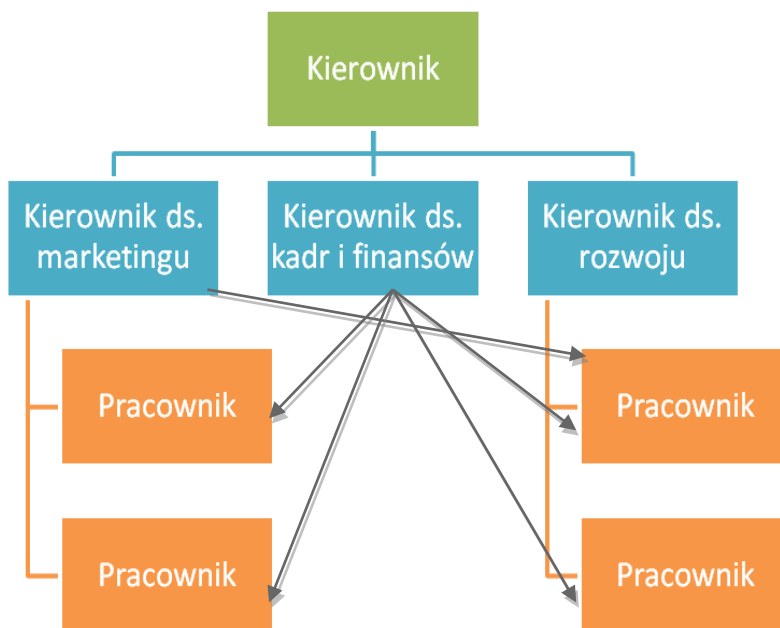 Kierownik
Kierownik ds.
marketingu
Kierownik ds.
kadr i finansów
Kierownik ds.
rozwoju
Pracownik
Pracownik
Pracownik
Pracownik